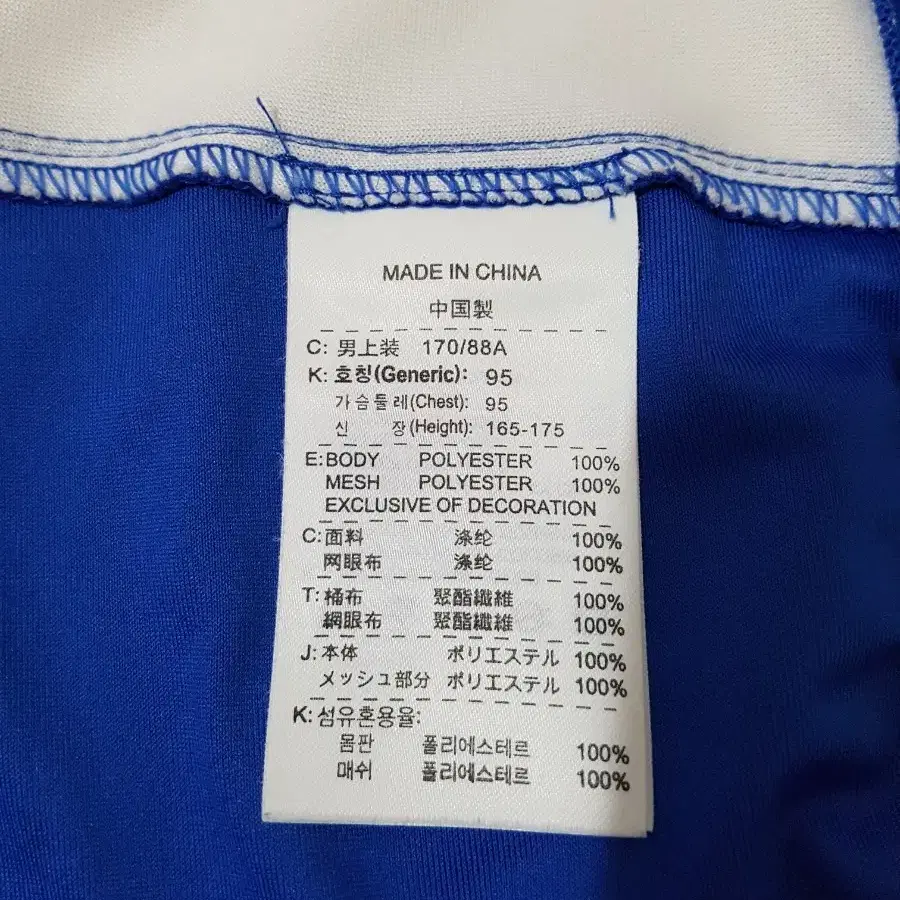 MADE IN CHINA
中国製
C: 男上装 170/88A
K: 호칭(Generic): 95
가슴둘레(Chest): 95
신 장(Height): 165-175
E:BODY POLYESTER 100%
MESH POLYESTER 100%
EXCLUSIVE OF DECORATION
C:面料 涤纶 100%
网眼布 涤纶 100%
T:桶布 聚酯纖維 100%
網眼布 聚酯纖維 100%
J:本体 ポリエステル 100%
メッシュ部分 ポリエステル 100%
K:섬유혼용율:
몸판 폴리에스테르 100%
매쉬 폴리에스테르 100%